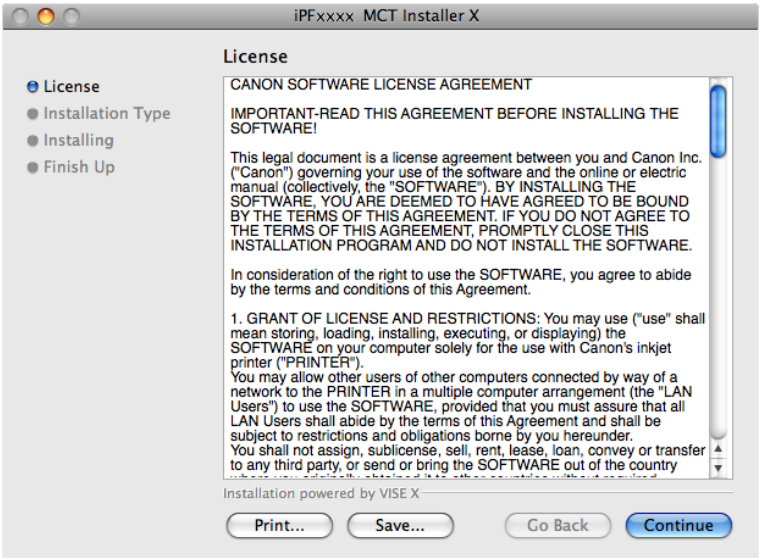 iPFxxxx MCT Installer X
License
License
Installation Type
Installing
Finish Up
CANON SOFTWARE LICENSE AGREEMENT
IMPORTANT-READ THIS AGREEMENT BEFORE INSTALLING THE
SOFTWARE!
This legal document is a license agreement between you and Canon Inc.
("Canon") governing your use of the software and the online or electric
manual (collectively, the "SOFTWARE"). BY INSTALLING THE
SOFTWARE, YOU ARE DEEMED TO HAVE AGREED TO BE BOUND
BY THE TERMS OF THIS AGREEMENT. IF YOU DO NOT AGREE TO
THE TERMS OF THIS AGREEMENT, PROMPTLY CLOSE THIS
INSTALLATION PROGRAM AND DO NOT INSTALL THE SOFTWARE.
In consideration of the right to use the SOFTWARE, you agree to abide
by the terms and conditions of this Agreement.
1. GRANT OF LICENSE AND RESTRICTIONS: You may use ("use" shall
mean storing, loading, installing, executing, or displaying) the
SOFTWARE on your computer solely for the use with Canon's inkjet
printer ("PRINTER").
You may allow other users of other computers connected by way of a
network to the PRINTER in a multiple computer arrangement (the "LAN
Users") to use the SOFTWARE, provided that you must assure that all
LAN Users shall abide by the terms of this Agreement and shall be
subject to restrictions and obligations borne by you hereunder.
You shall not assign, sublicense, sell, rent, lease, loan, convey or transfer
to any third party, or send or bring the SOFTWARE out of the country
where you originally obtained it to other countries without required
Installation powered by VISE X
Print...
Save...
Go Back
Continue